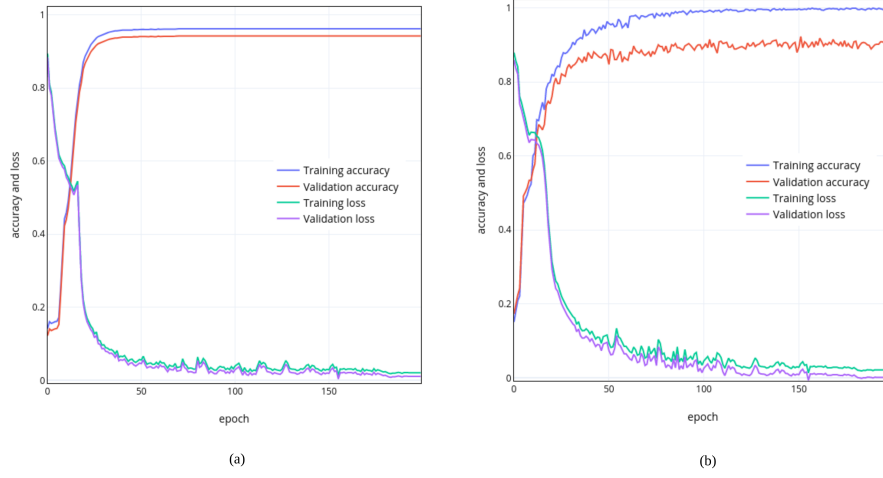 1
0.8
0.6
0.4
0.2
0
0
50
100
150
accuracy and loss
epoch
Training accuracy
Validation accuracy
Training loss
Validation loss
(a)
1
0.8
0.6
0.4
0.2
0
0
50
100
150
accuracy and loss
epoch
Training accuracy
Validation accuracy
Training loss
Validation loss
(b)